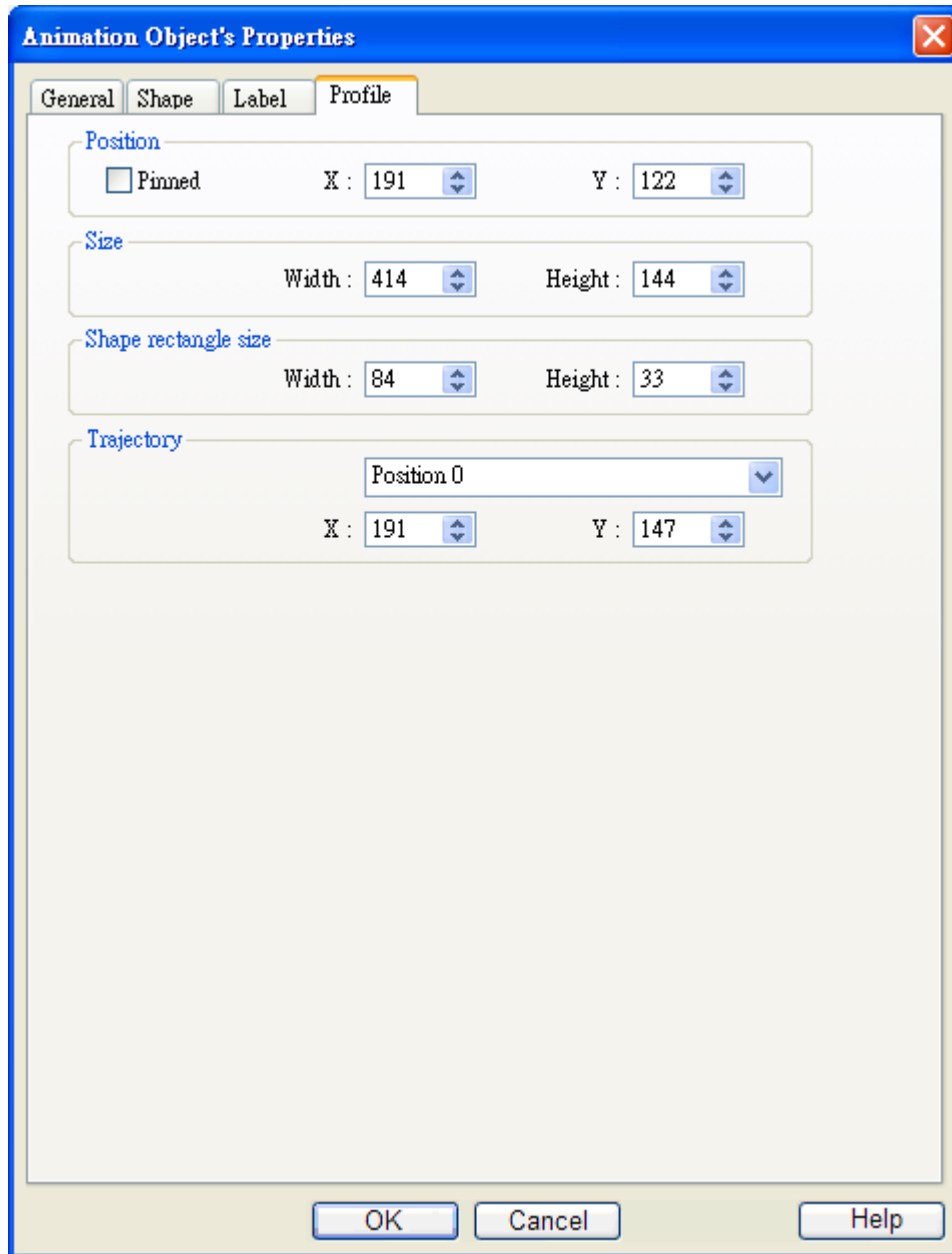 Animation Object's Properties
General Shape Label Profile
Position
Pinned X : 191 Y : 122
Size
Width : 414 Height : 144
Shape rectangle size
Width : 84 Height : 33
Trajectory
Position 0
X : 191 Y : 147
OK Cancel Help